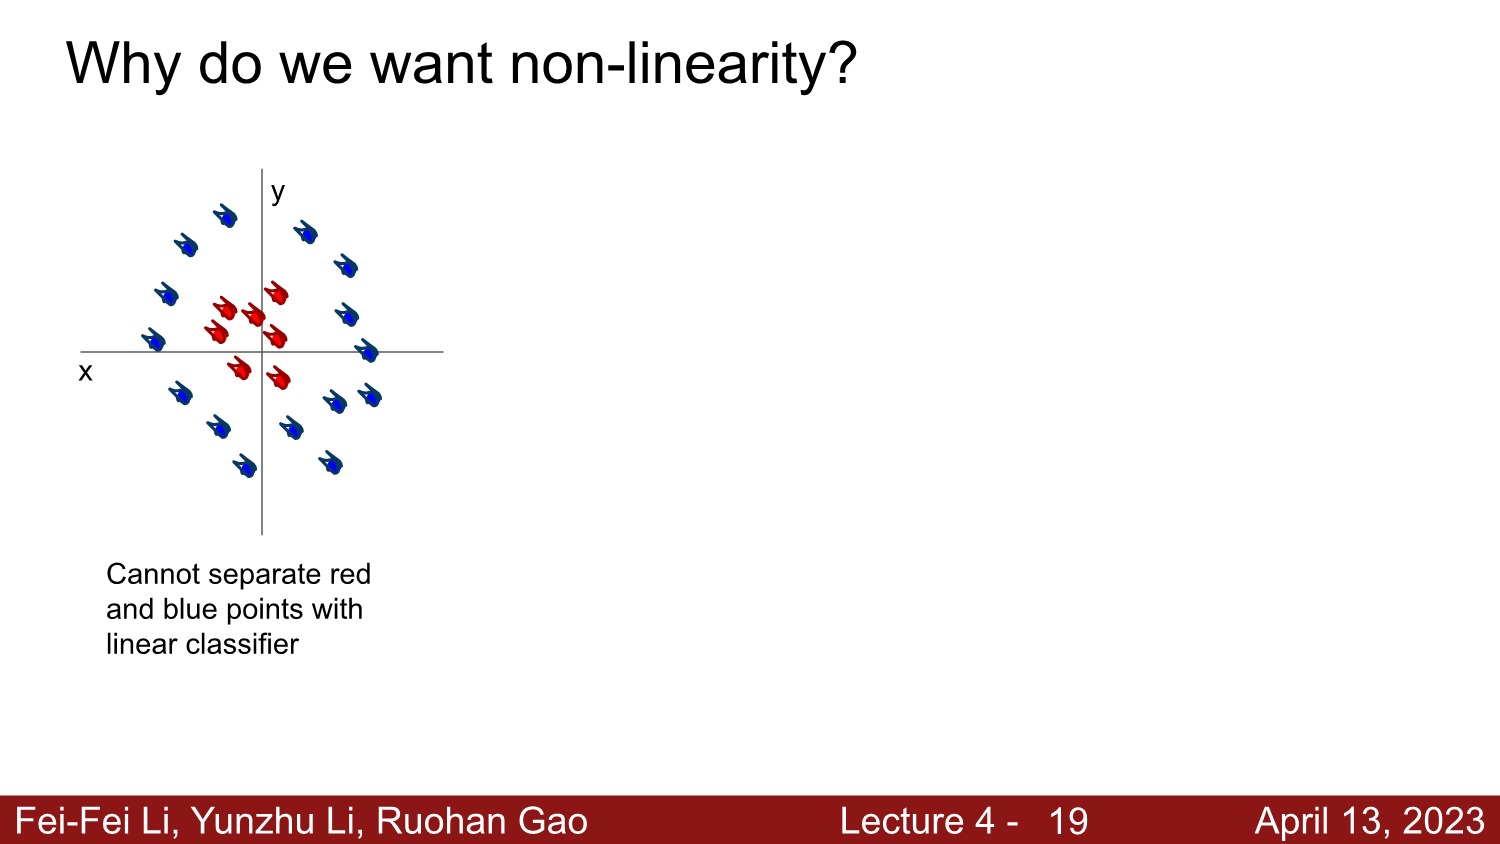 Why do we want non-linearity?
y
x
Cannot separate red
and blue points with
linear classifier
Fei-Fei Li, Yunzhu Li, Ruohan Gao Lecture 4 - 19 April 13, 2023